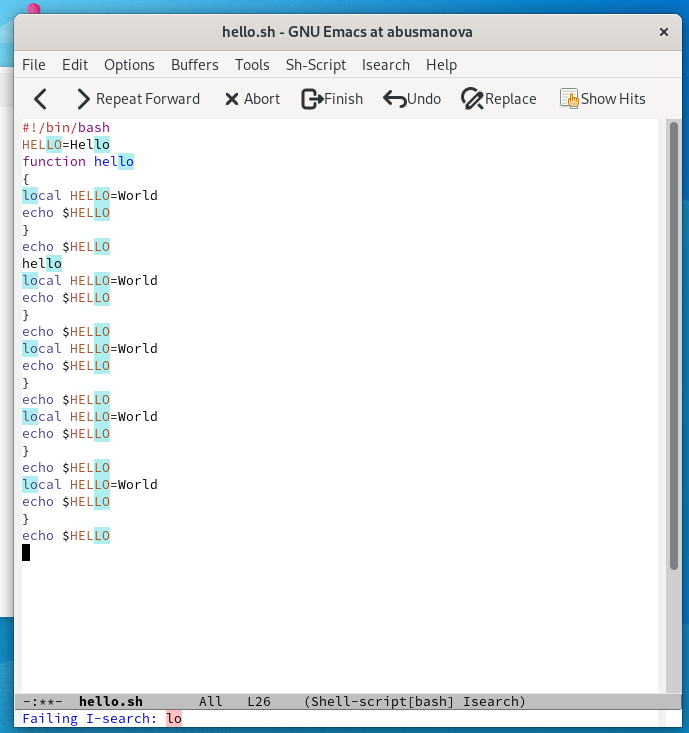 hello.sh - GNU Emacs at abusmanova
File Edit Options Buffers Tools Sh-Script Isearch Help
Repeat Forward Abort Finish Undo Replace Show Hits
#!/bin/bash
HELLO=Hello
function hello
{
local HELLO=World
echo $HELLO
}
echo $HELLO
hello
local HELLO=World
echo $HELLO
}
echo $HELLO
local HELLO=World
echo $HELLO
}
echo $HELLO
local HELLO=World
echo $HELLO
}
echo $HELLO
local HELLO=World
echo $HELLO
}
echo $HELLO
-:**- hello.sh All L26 (Shell-script[bash] Isearch)
Failing I-search: lo